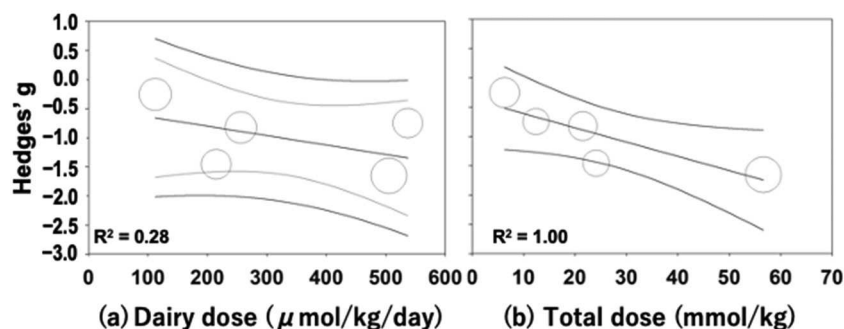 Hedges' g
1.0
0.5
0.0
−0.5
−1.0
−1.5
−2.0
−2.5
−3.0
R² = 0.28
0 100 200 300 400 500 600
(a) Dairy dose (μmol/kg/day)
R² = 1.00
0 10 20 30 40 50 60 70
(b) Total dose (mmol/kg)